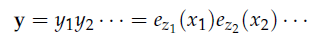 y = y₁y₂ ⋯ = e_{z₁}(x₁)e_{z₂}(x₂) ⋯